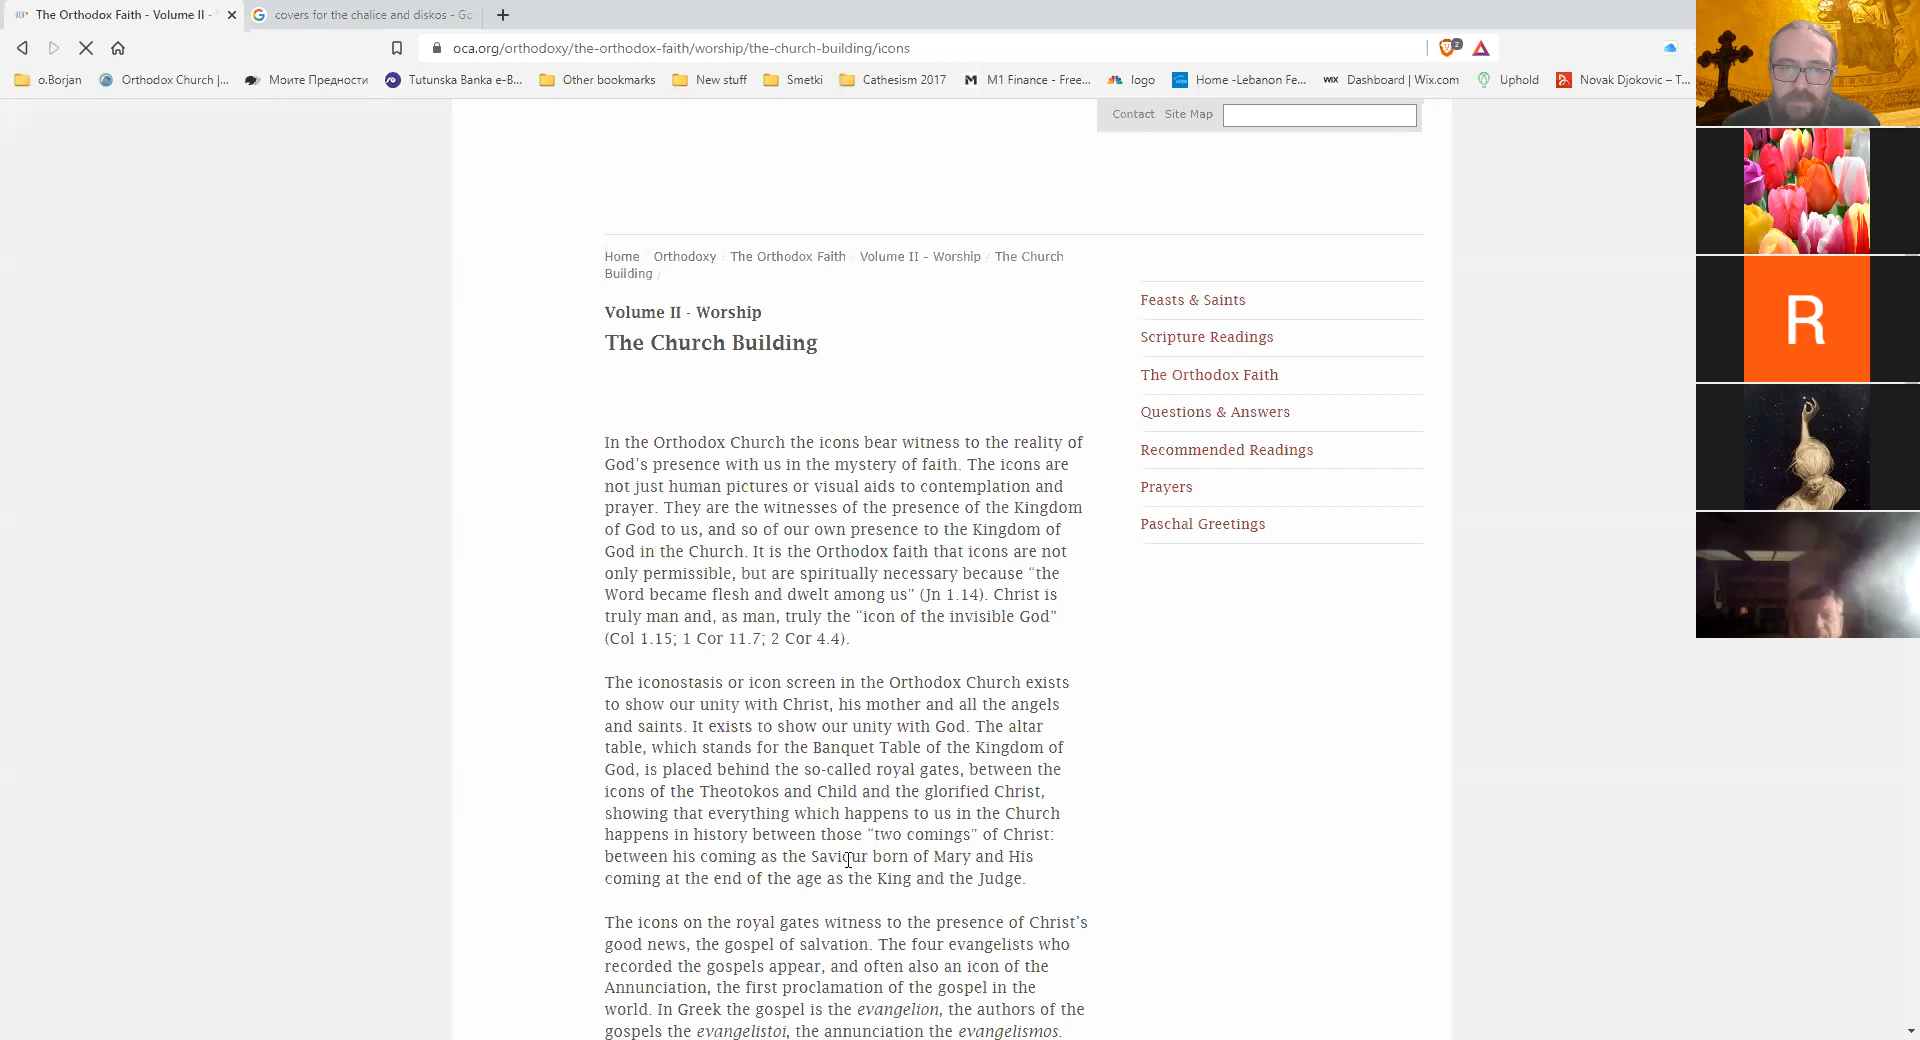 The Orthodox Faith - Volume II -
covers for the chalice and diskos - Go
oca.org/orthodoxy/the-orthodox-faith/worship/the-church-building/icons
2
o.Borjan
Orthodox Church |...
Моите Предности
Tutunska Banka e-B...
Other bookmarks
New stuff
Smetki
Cathesism 2017
M1 Finance - Free...
logo
Home -Lebanon Fe...
WIX
Dashboard | Wix.com
Uphold
Novak Djokovic – T...
Contact Site Map
Home Orthodoxy / The Orthodox Faith / Volume II - Worship / The Church
Building /
Volume II - Worship
The Church Building
In the Orthodox Church the icons bear witness to the reality of
God’s presence with us in the mystery of faith. The icons are
not just human pictures or visual aids to contemplation and
prayer. They are the witnesses of the presence of the Kingdom
of God to us, and so of our own presence to the Kingdom of
God in the Church. It is the Orthodox faith that icons are not
only permissible, but are spiritually necessary because “the
Word became flesh and dwelt among us” (Jn 1.14). Christ is
truly man and, as man, truly the “icon of the invisible God”
(Col 1.15; 1 Cor 11.7; 2 Cor 4.4).
The iconostasis or icon screen in the Orthodox Church exists
to show our unity with Christ, his mother and all the angels
and saints. It exists to show our unity with God. The altar
table, which stands for the Banquet Table of the Kingdom of
God, is placed behind the so-called royal gates, between the
icons of the Theotokos and Child and the glorified Christ,
showing that everything which happens to us in the Church
happens in history between those “two comings” of Christ:
between his coming as the Saviour born of Mary and His
coming at the end of the age as the King and the Judge.
The icons on the royal gates witness to the presence of Christ’s
good news, the gospel of salvation. The four evangelists who
recorded the gospels appear, and often also an icon of the
Annunciation, the first proclamation of the gospel in the
world. In Greek the gospel is the evangelion, the authors of the
gospels the evangelistoi, the annunciation the evangelismos.
Feasts & Saints
Scripture Readings
The Orthodox Faith
Questions & Answers
Recommended Readings
Prayers
Paschal Greetings
R